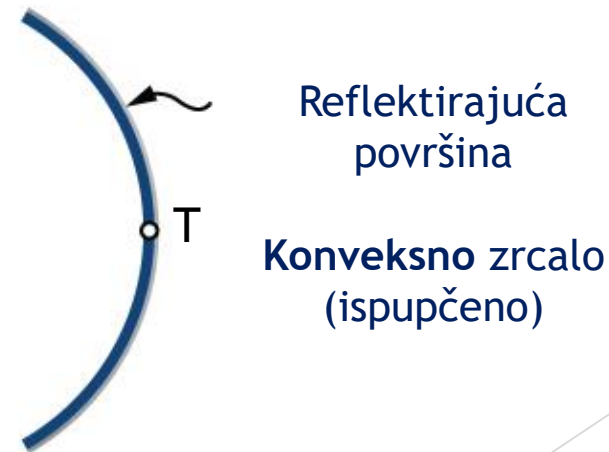 Reflektirajuća
površina
T
Konveksno zrcalo
(ispupčeno)